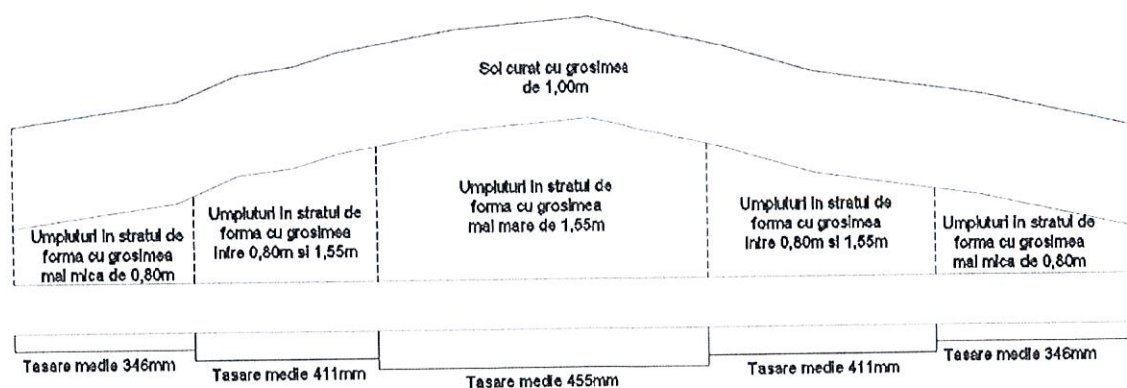 Sol curat cu grosimea
de 1,00m
Umpluturi in stratul de
forma cu grosimea
mai mica de 0,80m
Umpluturi in stratul de
forma cu grosimea
intre 0,80m si 1,55m
Umpluturi in stratul de
forma cu grosimea
mai mare de 1,55m
Umpluturi in stratul de
forma cu grosimea
intre 0,80m si 1,55m
Umpluturi in stratul de
forma cu grosimea
mai mica de 0,80m
Tasare medie 346mm
Tasare medie 411mm
Tasare medie 455mm
Tasare medie 411mm
Tasare medie 346mm